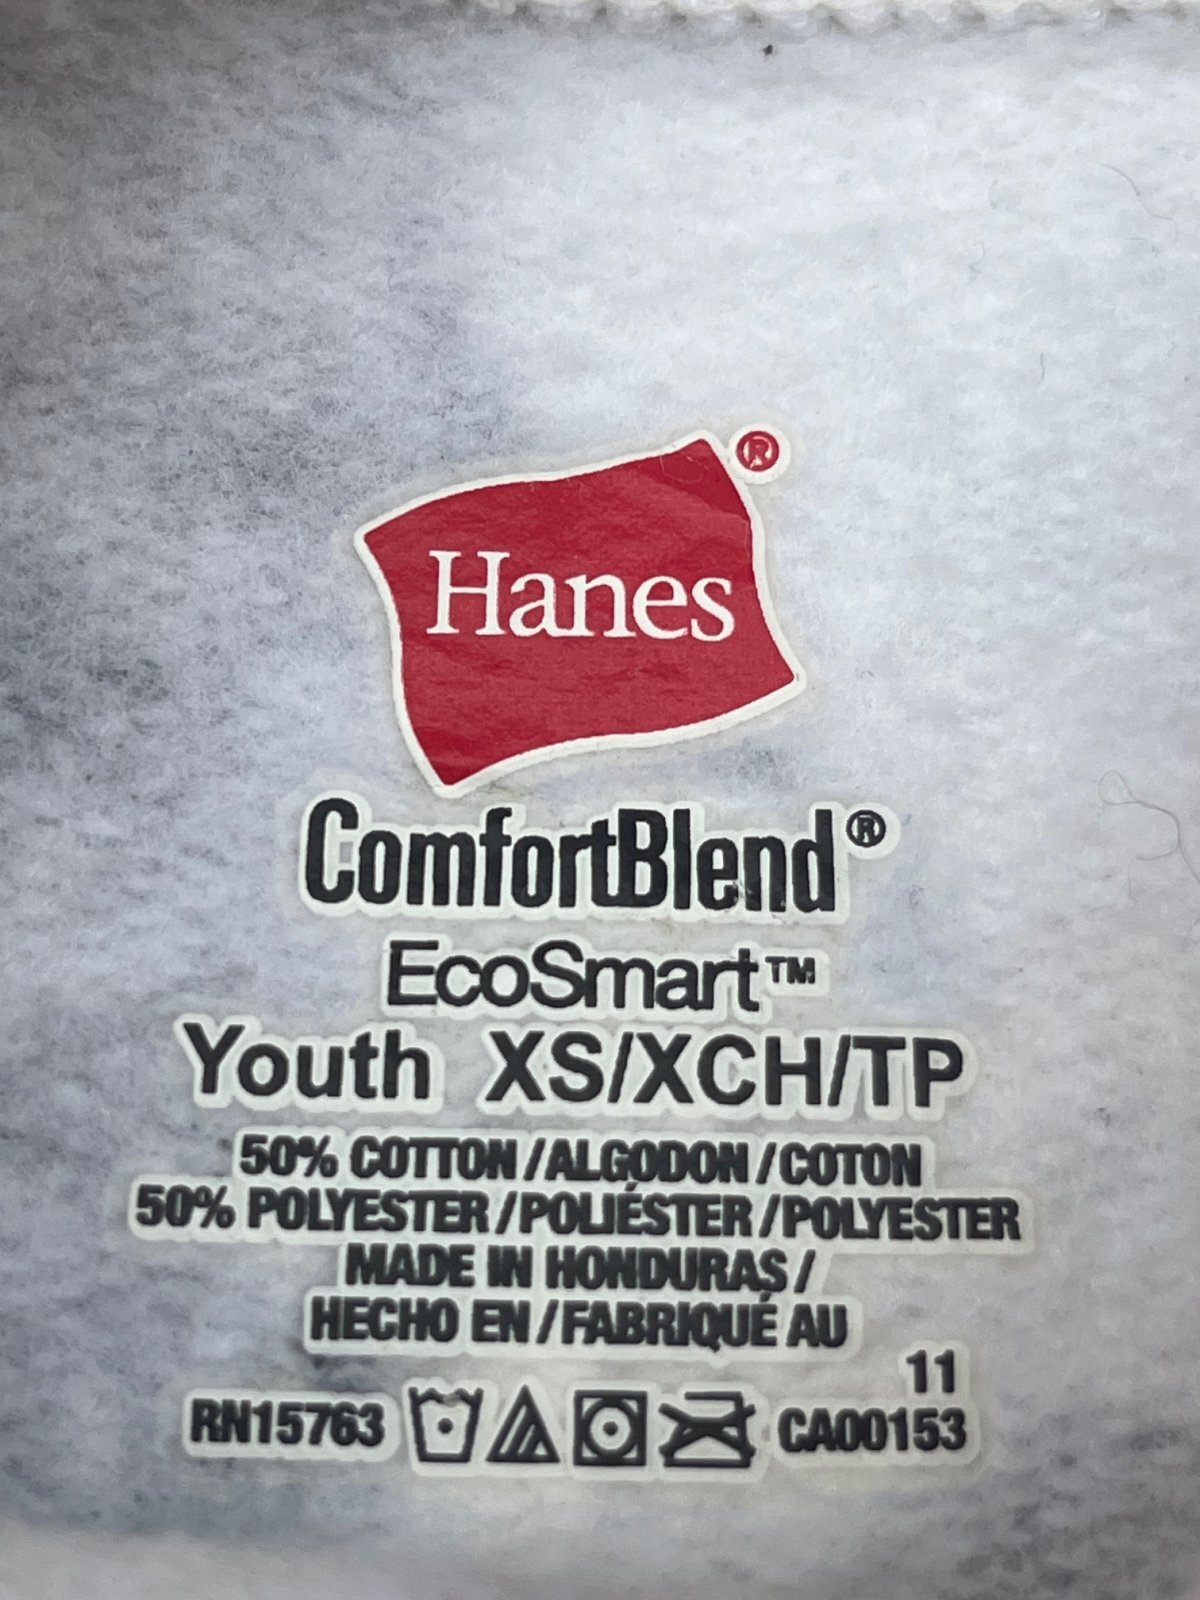 Hanes®
ComfortBlend®
EcoSmart™
Youth XS/XCH/TP
50% COTTON/ALGODON/COTON
50% POLYESTER/POLIÉSTER/POLYESTER
MADE IN HONDURAS/
HECHO EN/FABRIQUÉ AU
11
RN15763 CA00153